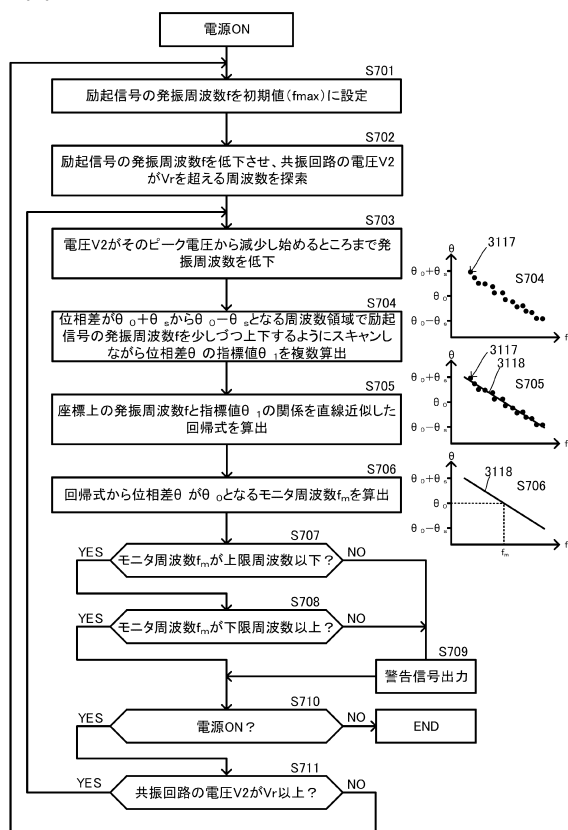 電源ON
S701
励起信号の発振周波数fを初期値(fmax)に設定
S702
励起信号の発振周波数fを低下させ、共振回路の電圧V2
がVrを超える周波数を探索
S703
電圧V2がそのピーク電圧から減少し始めるところまで発
振周波数を低下
S704
位相差がθ0+θsからθ0-θsとなる周波数領域で励起
信号の発振周波数fを少しづつ上下するようにスキャンし
ながら位相差θの指標値θ1を複数算出
S705
座標上の発振周波数fと指標値θ1の関係を直線近似した
回帰式を算出
S706
回帰式から位相差θがθ0となるモニタ周波数fmを算出
S707
YES
モニタ周波数fmが上限周波数以下?
NO
S708
YES
モニタ周波数fmが下限周波数以上?
NO
S709
警告信号出力
S710
YES
電源ON?
NO
END
S711
YES
共振回路の電圧V2がVr以上?
NO
θ
3117
θ0+θs
S704
θ0
θ0-θs
f
θ
3117
3118
θ0+θs
S705
θ0
θ0-θs
f
θ
3118
θ0+θs
S706
θ0
θ0-θs
fm
f